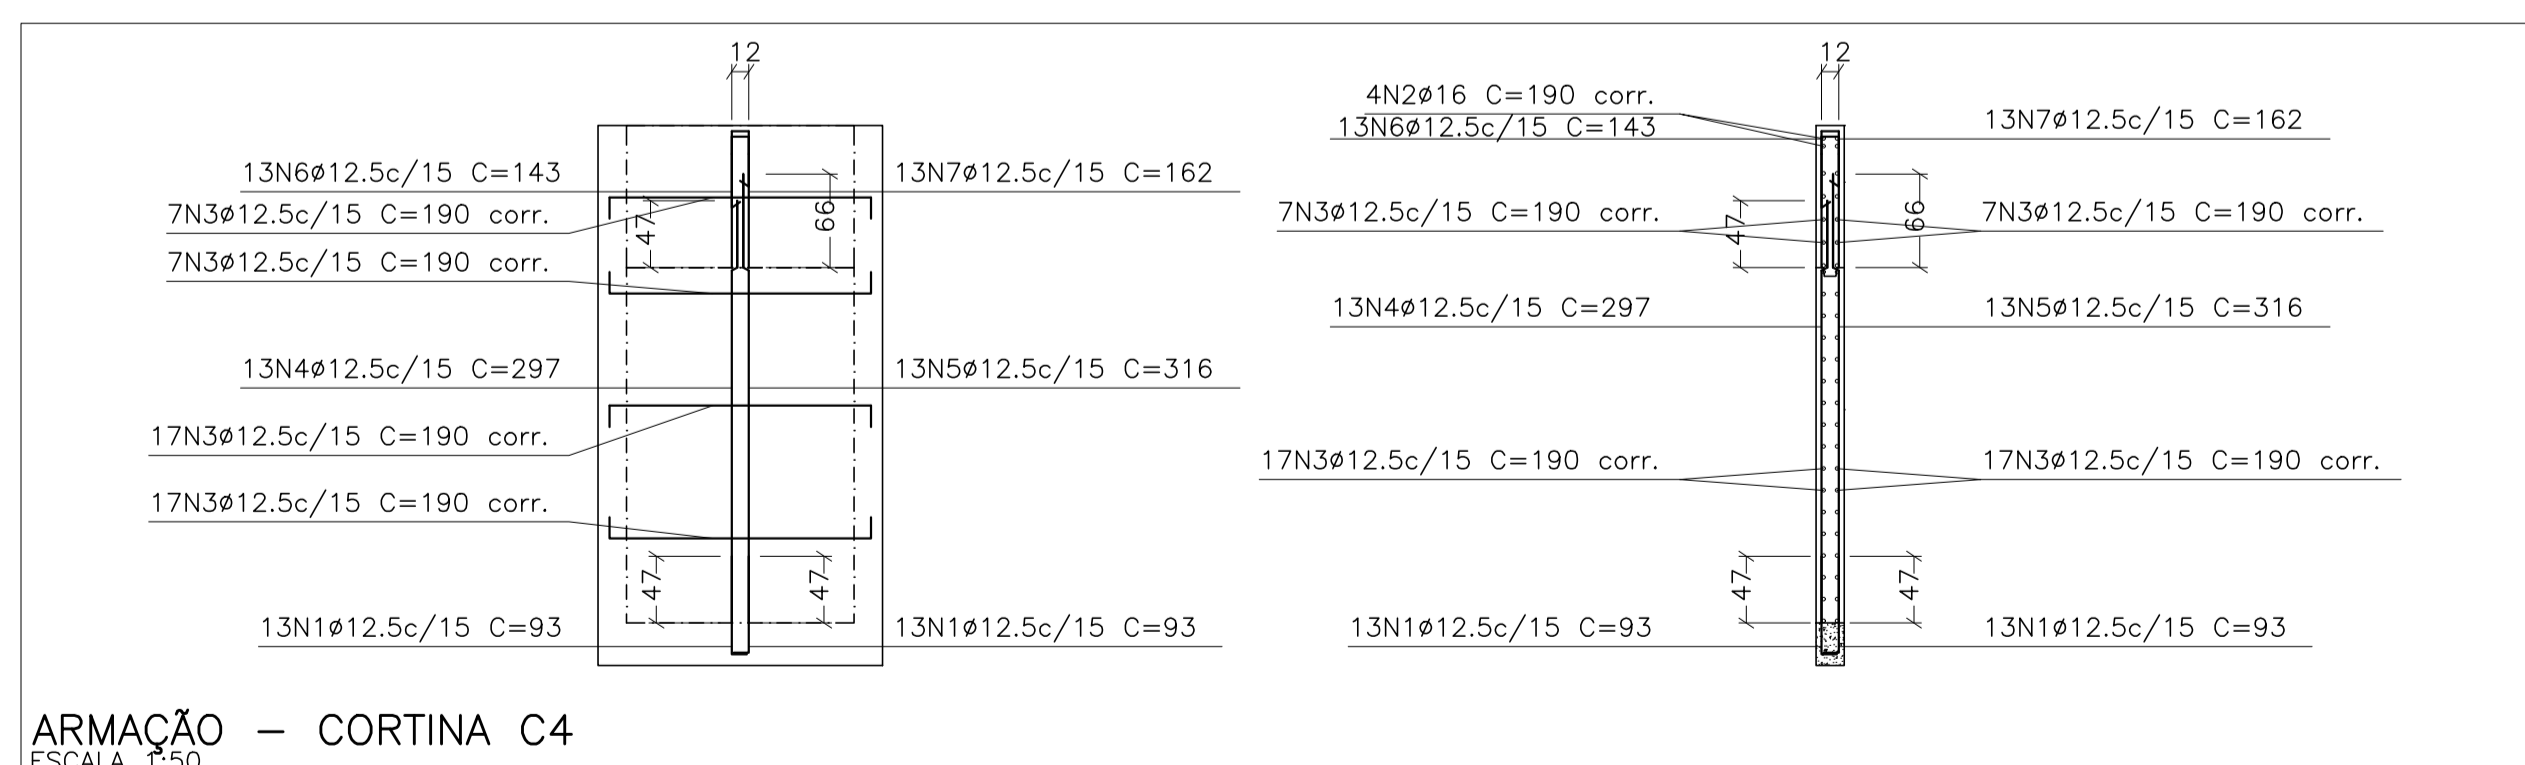 12
13N6ø12.5c/15 C=143
13N7ø12.5c/15 C=162
7N3ø12.5c/15 C=190 corr.
47
66
7N3ø12.5c/15 C=190 corr.
13N4ø12.5c/15 C=297
13N5ø12.5c/15 C=316
17N3ø12.5c/15 C=190 corr.
17N3ø12.5c/15 C=190 corr.
47
47
13N1ø12.5c/15 C=93
13N1ø12.5c/15 C=93
12
4N2ø16 C=190 corr.
13N6ø12.5c/15 C=143
13N7ø12.5c/15 C=162
7N3ø12.5c/15 C=190 corr.
47
66
7N3ø12.5c/15 C=190 corr.
13N4ø12.5c/15 C=297
13N5ø12.5c/15 C=316
17N3ø12.5c/15 C=190 corr.
17N3ø12.5c/15 C=190 corr.
47
47
13N1ø12.5c/15 C=93
13N1ø12.5c/15 C=93
ARMAÇÃO – CORTINA C4
ESCALA 1:50